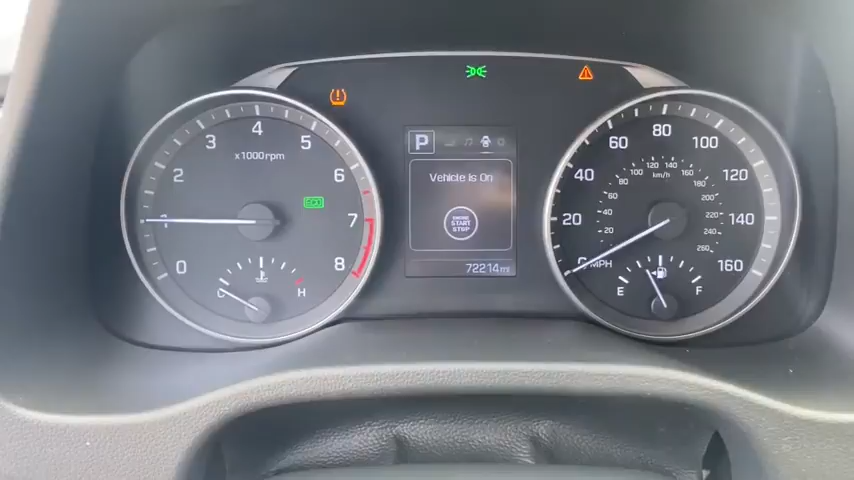 0 1 2 3 4 5 6 7 8
x1000rpm
ECO
C H
P
Vehicle is On
ENGINE
START
STOP
72214 mi
0 20 40 60 80 100 120 140 160
MPH
20 40 60 80 100 120 140 160 180 200 220 240 260
km/h
E F